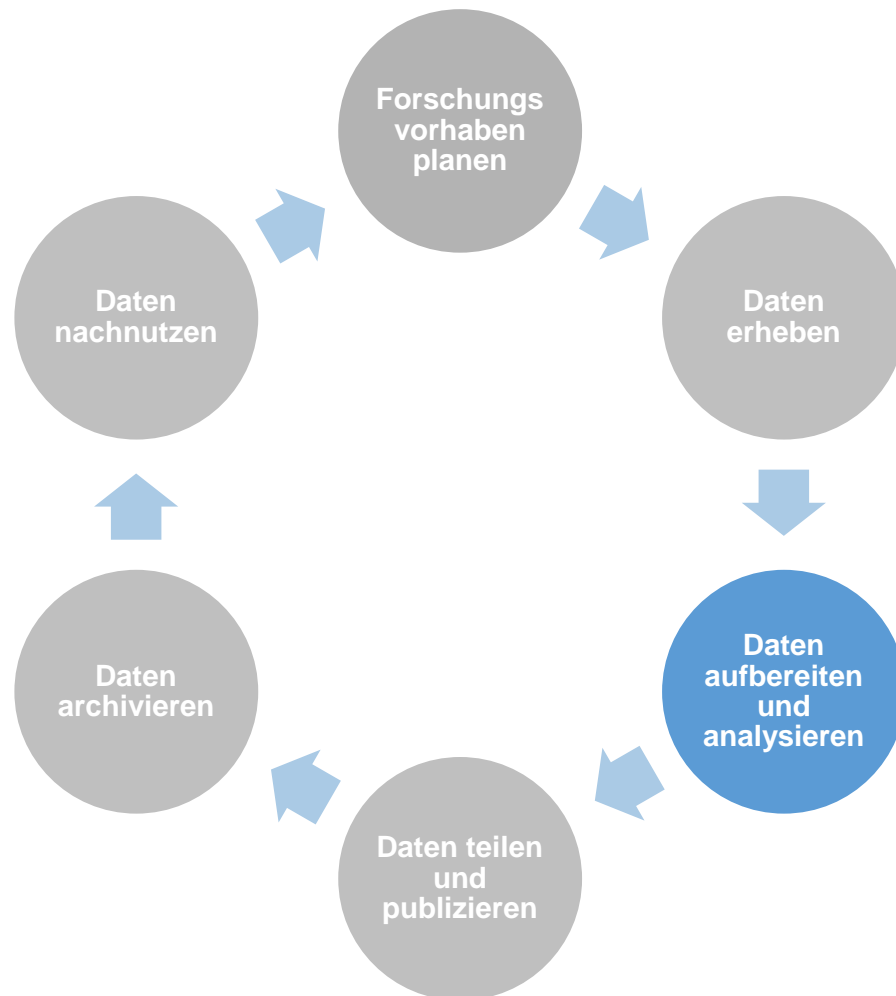 Forschungs
vorhaben
planen
Daten
erheben
Daten
aufbereiten
und
analysieren
Daten teilen
und
publizieren
Daten
archivieren
Daten
nachnutzen